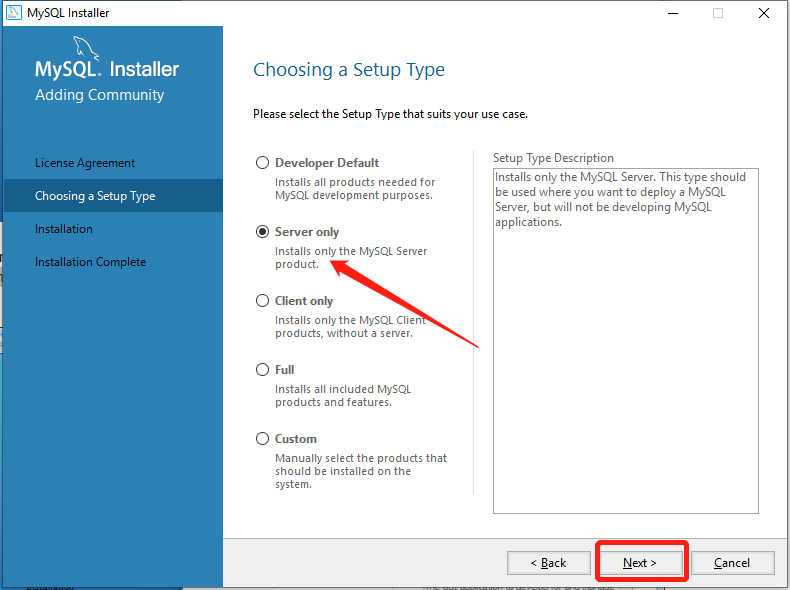 MySQL Installer
MySQL. Installer
Adding Community
License Agreement
Choosing a Setup Type
Installation
Installation Complete
Choosing a Setup Type
Please select the Setup Type that suits your use case.
Developer Default
Installs all products needed for
MySQL development purposes.
Server only
Installs only the MySQL Server
product.
Client only
Installs only the MySQL Client
products, without a server.
Full
Installs all included MySQL
products and features.
Custom
Manually select the products that
should be installed on the
system.
Setup Type Description
Installs only the MySQL Server. This type should
be used where you want to deploy a MySQL
Server, but will not be developing MySQL
applications.
< Back
Next >
Cancel